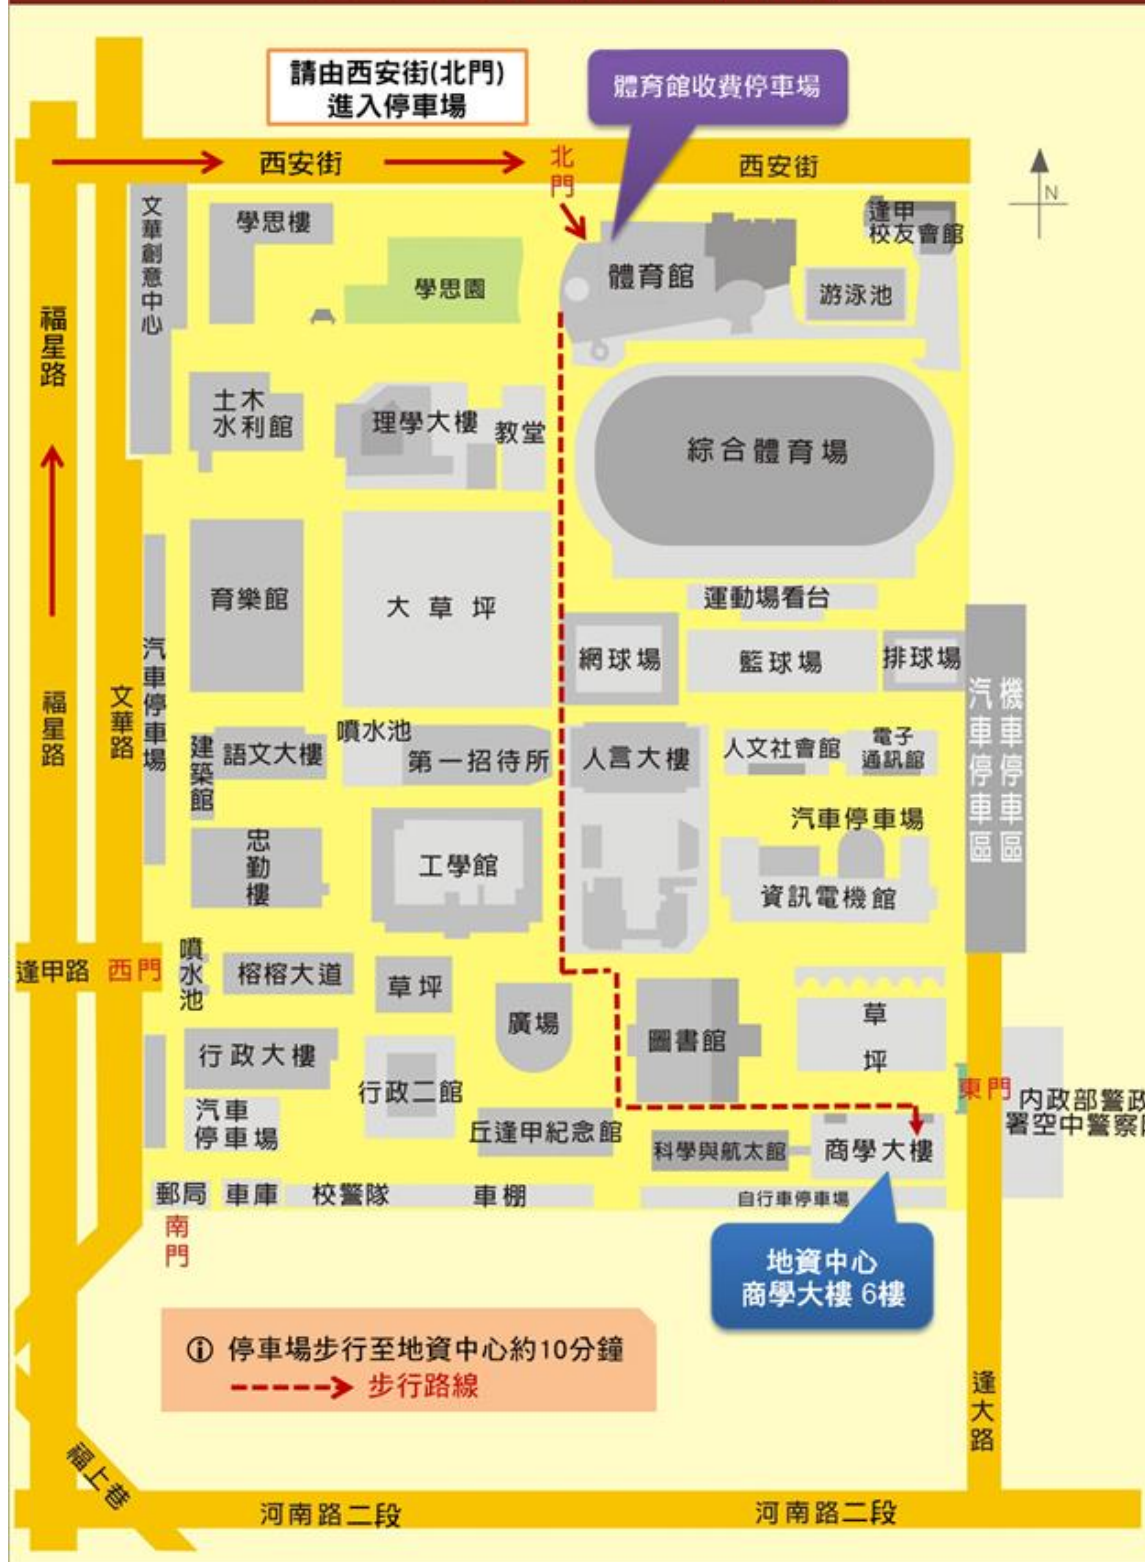 請由西安街(北門)
進入停車場
體育館收費停車場
西安街
北門
西安街
N
文華創意中心
學思樓
學思園
體育館
逢甲
校友會館
游泳池
福星路
土木
水利館
理學大樓
教堂
綜合體育場
育樂館
大草坪
運動場看台
網球場
籃球場
排球場
汽車停車場
福星路
文華路
機車停車區
汽車停車區
建築館
語文大樓
噴水池
第一招待所
人言大樓
人文社會館
電子
通訊館
汽車停車場
忠勤樓
工學館
資訊電機館
逢甲路
西門
噴水池
榕榕大道
草坪
廣場
圖書館
草坪
行政大樓
行政二館
東門
內政部警政
署空中警察
汽車
停車場
丘逢甲紀念館
科學與航太館
商學大樓
郵局
車庫
校警隊
車棚
自行車停車場
南門
地資中心
商學大樓 6樓
ⓘ 停車場步行至地資中心約10分鐘
步行路線
逢大路
福上巷
河南路二段
河南路二段